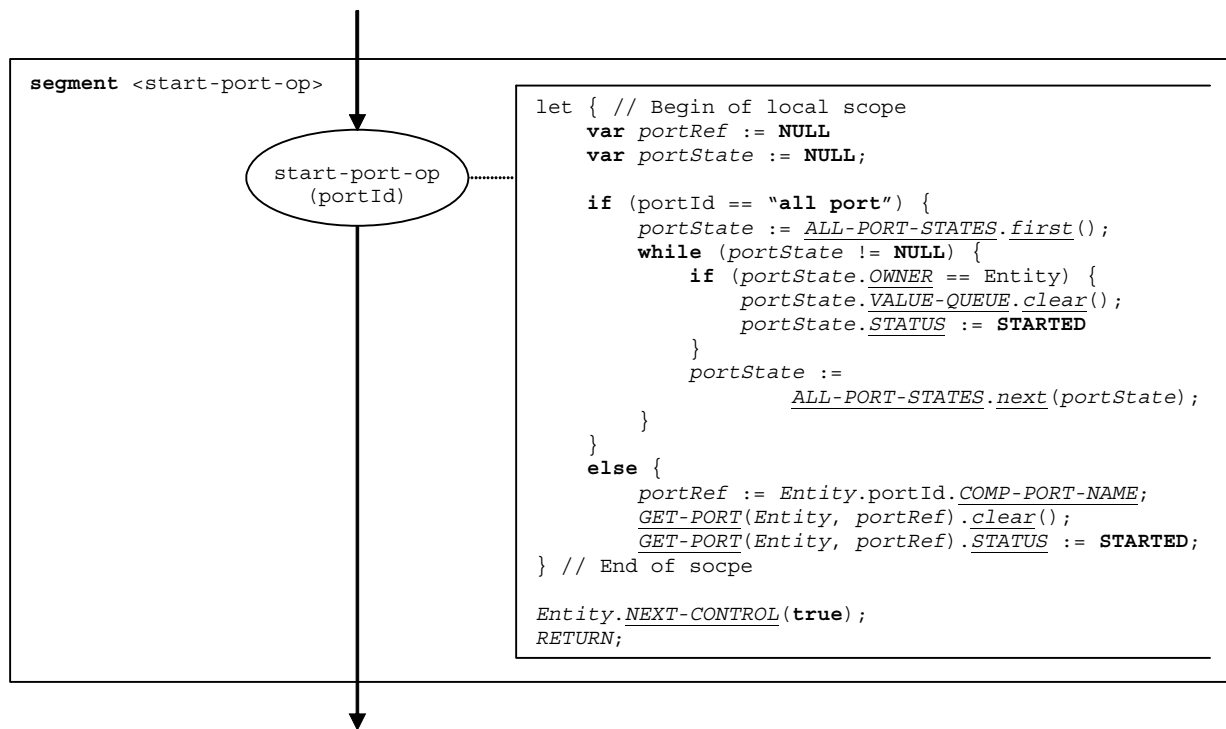 segment <start-port-op>
start-port-op
(portId)
let { // Begin of local scope
var portRef := NULL
var portState := NULL;
if (portId == “all port”) {
portState := ALL-PORT-STATES.first();
while (portState != NULL) {
if (portState.OWNER == Entity) {
portState.VALUE-QUEUE.clear();
portState.STATUS := STARTED
}
portState :=
ALL-PORT-STATES.next(portState);
}
}
else {
portRef := Entity.portId.COMP-PORT-NAME;
GET-PORT(Entity, portRef).clear();
GET-PORT(Entity, portRef).STATUS := STARTED;
} // End of socpe
Entity.NEXT-CONTROL(true);
RETURN;